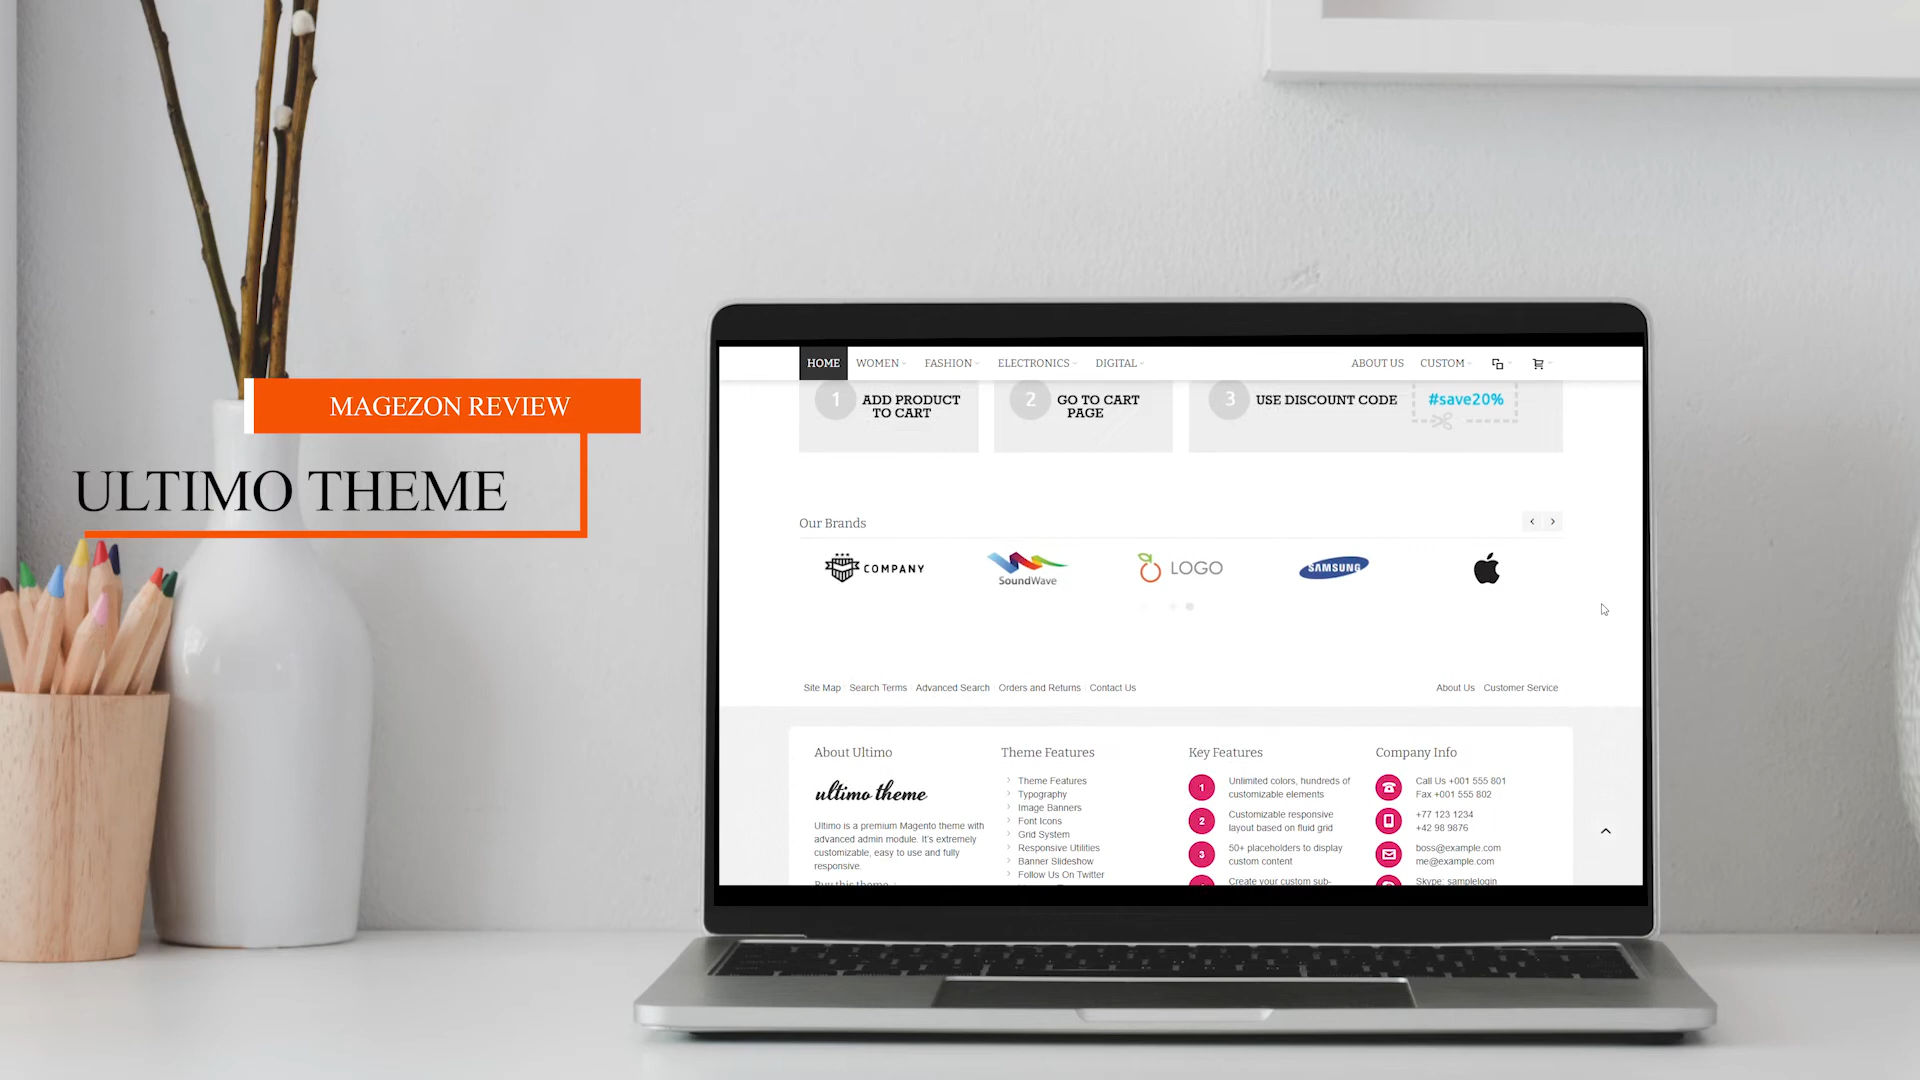 MAGEZON REVIEW
ULTIMO THEME
HOME WOMEN FASHION ELECTRONICS DIGITAL ABOUT US CUSTOM
1 ADD PRODUCT
TO CART
2 GO TO CART
PAGE
3 USE DISCOUNT CODE #save20%
Our Brands
COMPANY
SoundWave
LOGO
SAMSUNG
Site Map Search Terms Advanced Search Orders and Returns Contact Us About Us Customer Service
About Ultimo
ultimo theme
Ultimo is a premium Magento theme with
advanced admin module. It's extremely
customizable, easy to use and fully
responsive.
Buy this theme
Theme Features
Theme Features
Typography
Image Banners
Font Icons
Grid System
Responsive Utilities
Banner Slideshow
Follow Us On Twitter
Key Features
1 Unlimited colors, hundreds of
customizable elements
2 Customizable responsive
layout based on fluid grid
3 50+ placeholders to display
custom content
Create your custom sub-
Company Info
Call Us +001 555 801
Fax +001 555 802
+77 123 1234
+42 98 9876
boss@example.com
me@example.com
Skype: samplelogin